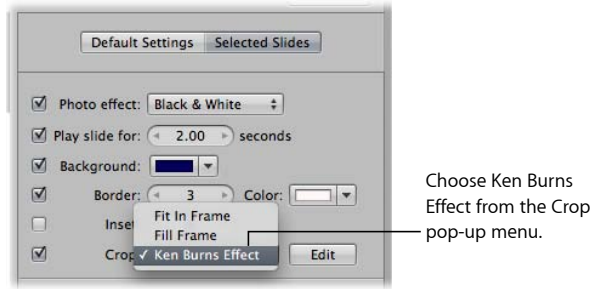 Default Settings Selected Slides
Photo effect: Black & White
Play slide for: 2.00 seconds
Background:
Border: 3 Color:
Fit In Frame
Inse
Fill Frame
Crop ✓ Ken Burns Effect Edit
Choose Ken Burns
Effect from the Crop
pop-up menu.